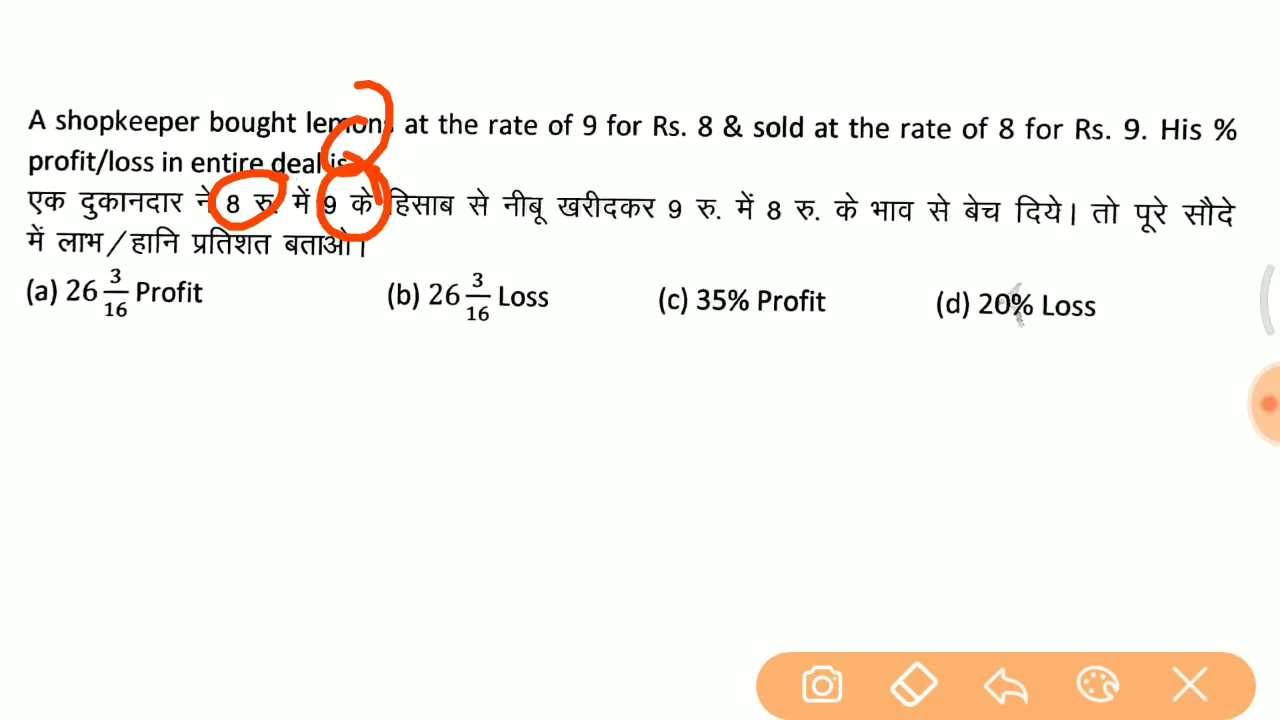 A shopkeeper bought lemons at the rate of 9 for Rs. 8 & sold at the rate of 8 for Rs. 9. His %
profit/loss in entire deal is
एक दुकानदार ने 8 रु. में 9 के हिसाब से नीबू खरीदकर 9 रु. में 8 रु. के भाव से बेच दिये। तो पूरे सौदे
में लाभ/हानि प्रतिशत बताओ।
(a) 26 3/16 Profit (b) 26 3/16 Loss (c) 35% Profit (d) 20% Loss